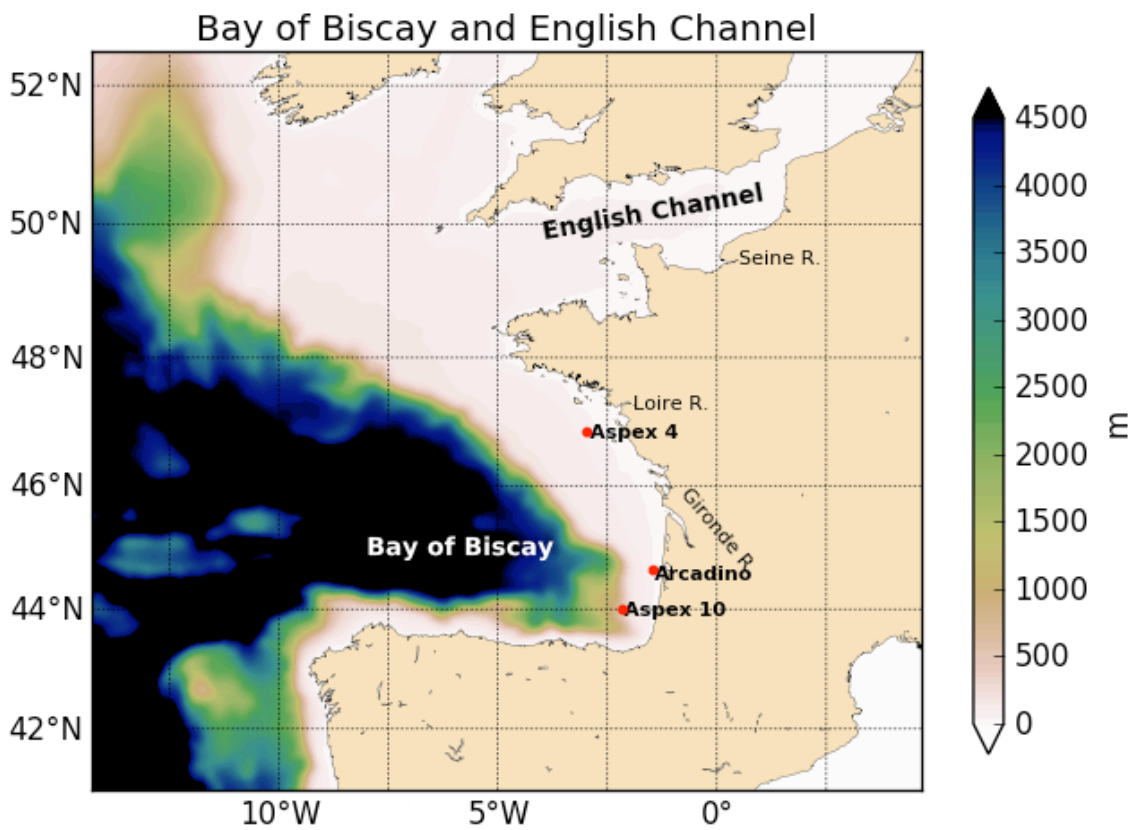 Bay of Biscay and English Channel
52°N
50°N
48°N
46°N
44°N
42°N
10°W
5°W
0°
English Channel
Seine R.
Loire R.
Aspex 4
Gironde R.
Bay of Biscay
Arcadino
Aspex 10
4500
4000
3500
3000
2500
2000
1500
1000
500
0
m